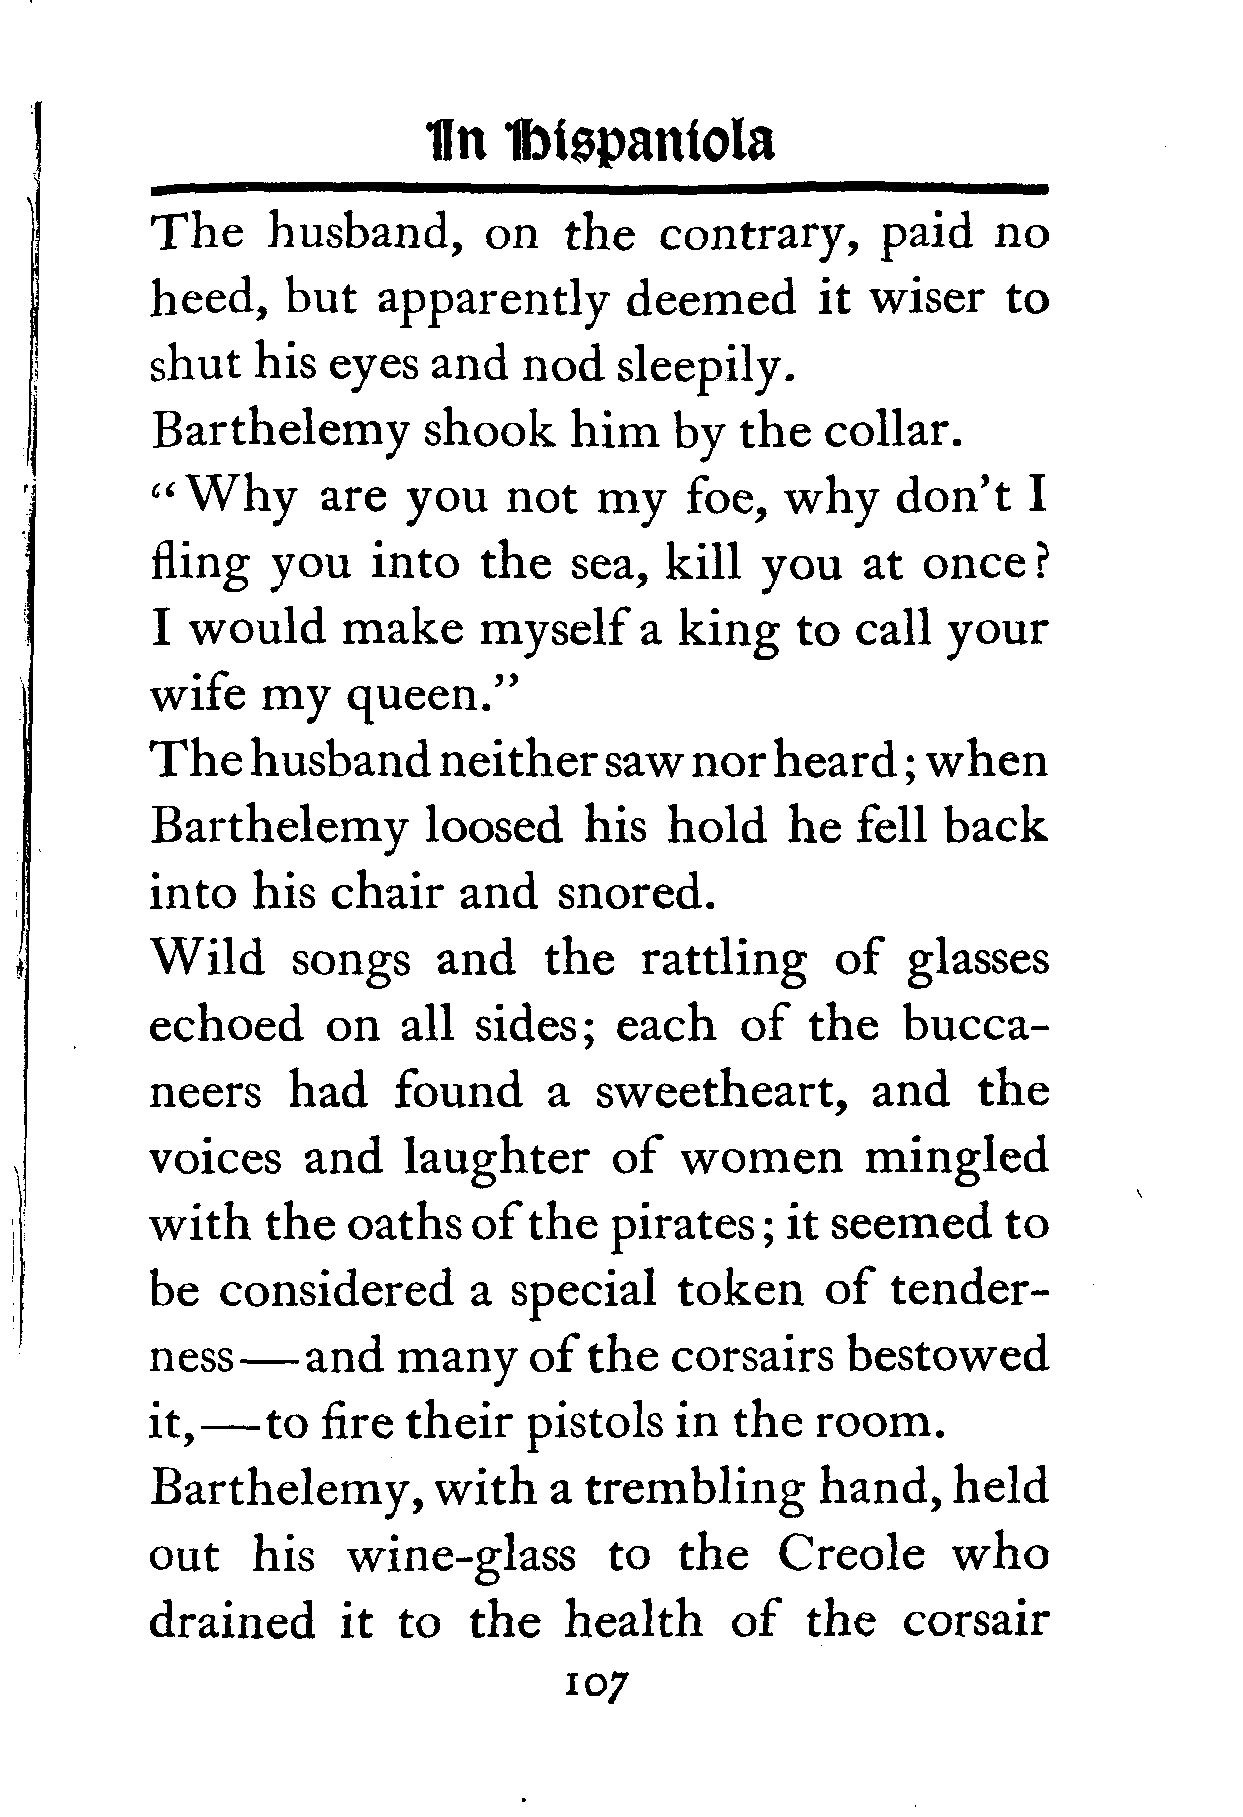 In Hispaniola
The husband, on the contrary, paid no
heed, but apparently deemed it wiser to
shut his eyes and nod sleepily.
Barthelemy shook him by the collar.
“Why are you not my foe, why don’t I
fling you into the sea, kill you at once?
I would make myself a king to call your
wife my queen.”
The husband neither saw nor heard; when
Barthelemy loosed his hold he fell back
into his chair and snored.
Wild songs and the rattling of glasses
echoed on all sides; each of the bucca-
neers had found a sweetheart, and the
voices and laughter of women mingled
with the oaths of the pirates; it seemed to
be considered a special token of tender-
ness—and many of the corsairs bestowed
it,—to fire their pistols in the room.
Barthelemy, with a trembling hand, held
out his wine-glass to the Creole who
drained it to the health of the corsair
107